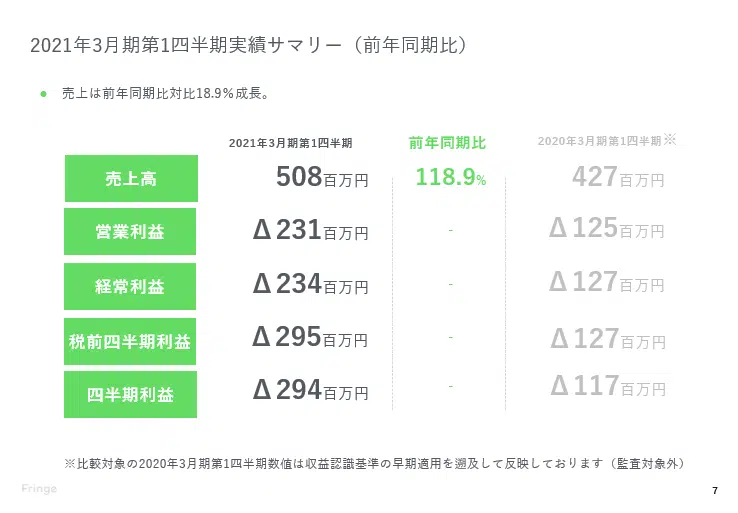 2021年3月期第1四半期実績サマリー（前年同期比）
● 売上は前年同期比対比18.9%成長。
2021年3月期第1四半期 前年同期比 2020年3月期第1四半期※
売上高 508百万円 118.9% 427百万円
営業利益 Δ231百万円 - Δ125百万円
経常利益 Δ234百万円 - Δ127百万円
税前四半期利益 Δ295百万円 - Δ127百万円
四半期利益 Δ294百万円 - Δ117百万円
※比較対象の2020年3月期第1四半期数値は収益認識基準の早期適用を遡及して反映しております（監査対象外）
Fringe
7